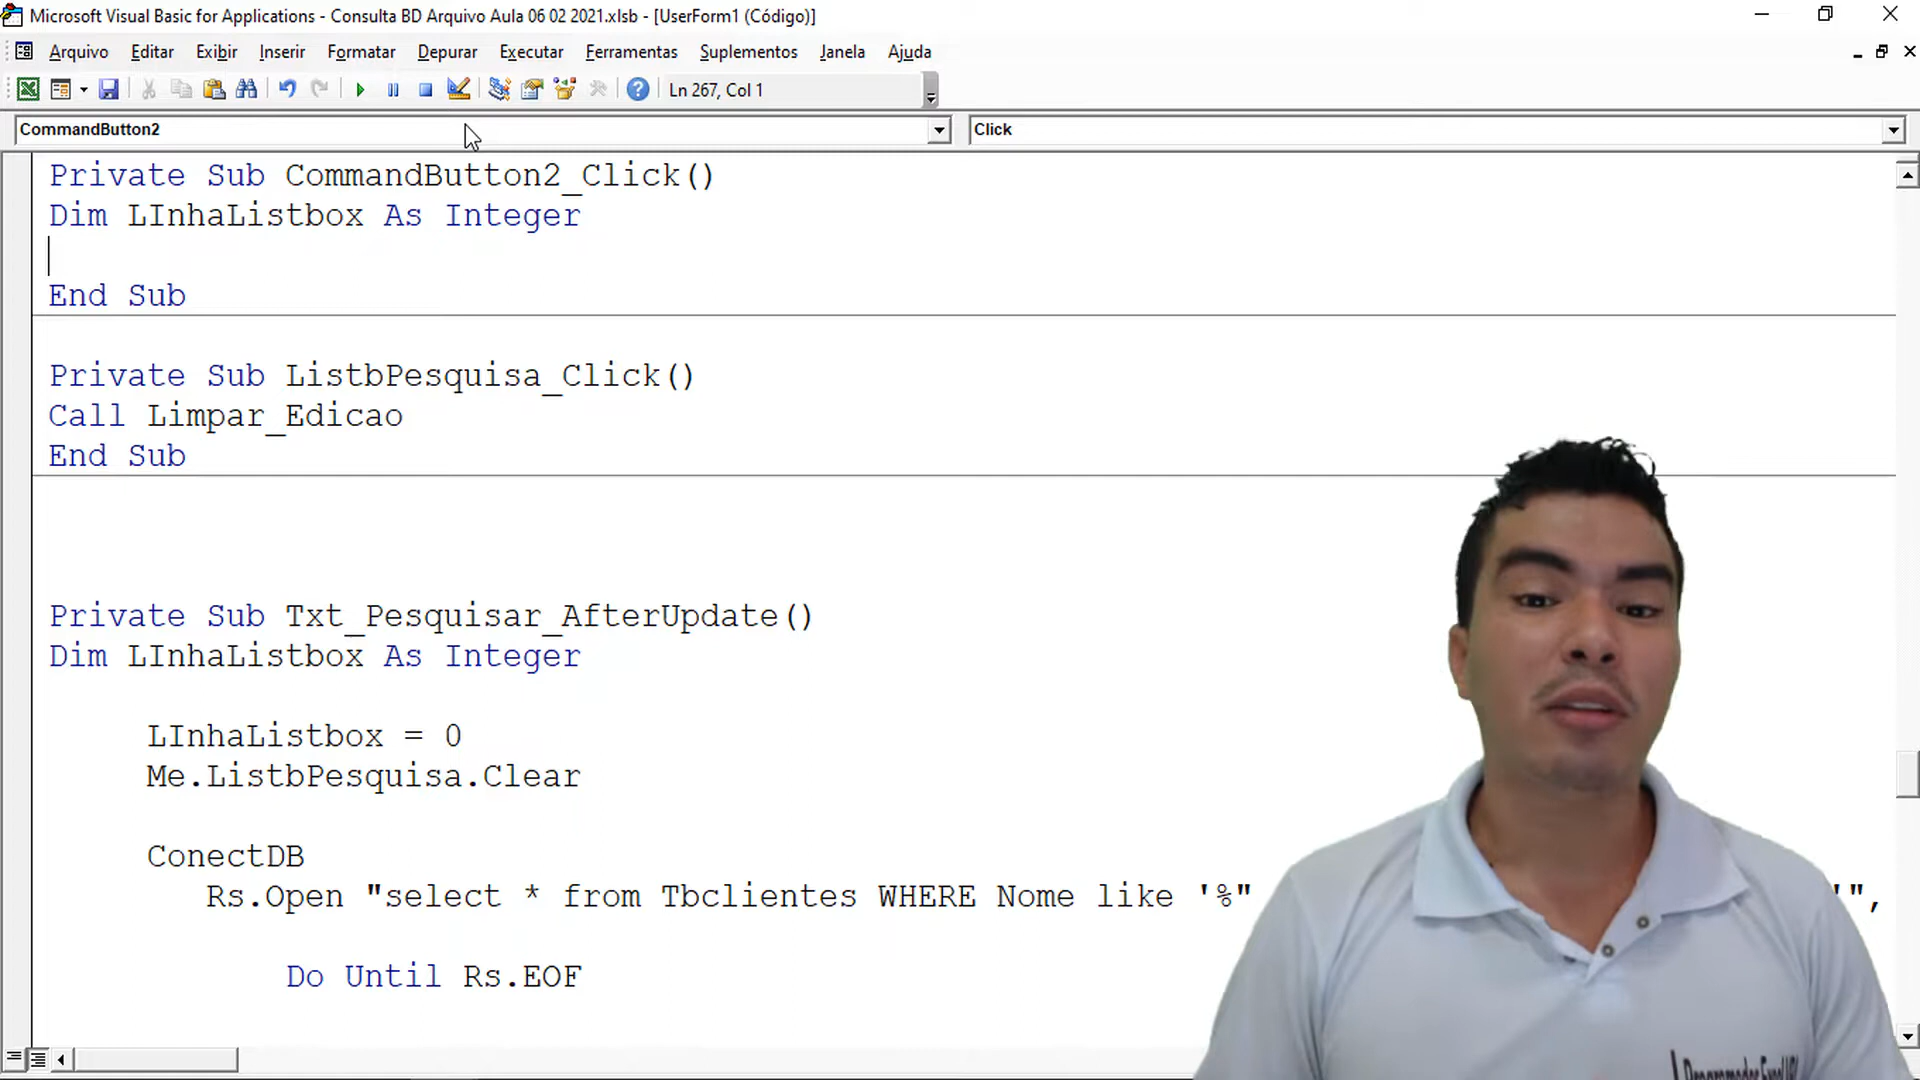 Microsoft Visual Basic for Applications - Consulta BD Arquivo Aula 06 02 2021.xlsb - [UserForm1 (Código)]
Arquivo Editar Exibir Inserir Formatar Depurar Executar Ferramentas Suplementos Janela Ajuda
Ln 267, Col 1
CommandButton2 Click
Private Sub CommandButton2_Click()
Dim LInhaListbox As Integer
End Sub
Private Sub ListbPesquisa_Click()
Call Limpar_Edicao
End Sub
Private Sub Txt_Pesquisar_AfterUpdate()
Dim LInhaListbox As Integer
LInhaListbox = 0
Me.ListbPesquisa.Clear
ConectDB
Rs.Open "select * from Tbclientes WHERE Nome like '%" '",
Do Until Rs.EOF